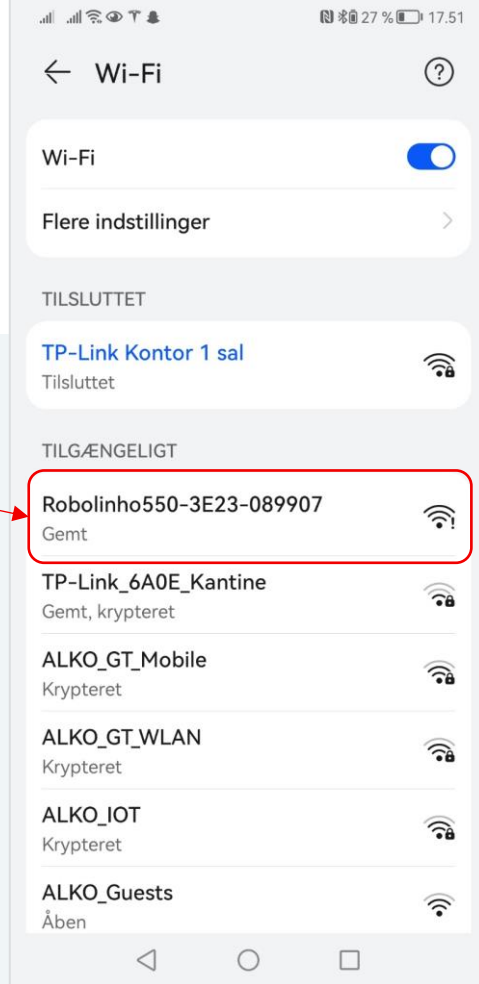 27 % 17.51
Wi-Fi
Wi-Fi
Flere indstillinger
TILSLUTTET
TP-Link Kontor 1 sal
Tilsluttet
TILGÆNGELIGT
Robolinho550-3E23-089907
Gemt
TP-Link_6A0E_Kantine
Gemt, krypteret
ALKO_GT_Mobile
Krypteret
ALKO_GT_WLAN
Krypteret
ALKO_IOT
Krypteret
ALKO_Guests
Åben